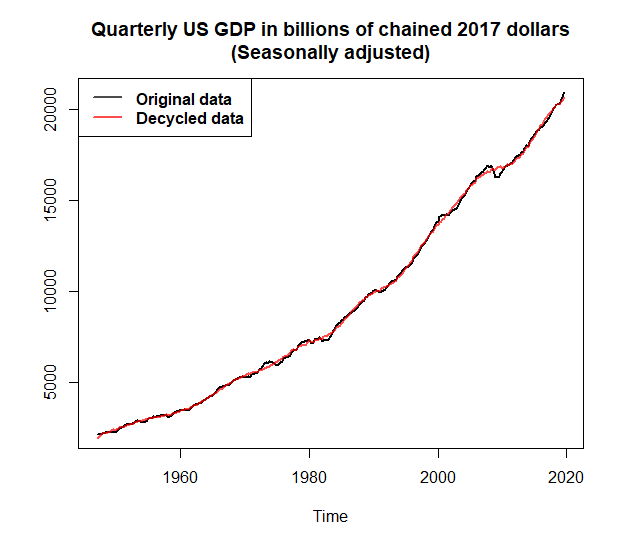 Quarterly US GDP in billions of chained 2017 dollars
(Seasonally adjusted)
Original data
Decycled data
20000
15000
10000
5000
1960 1980 2000 2020
Time